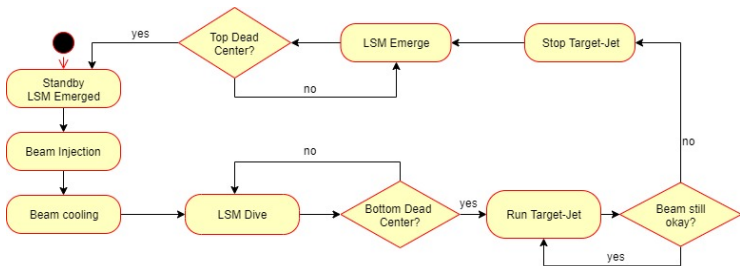 yes
Top Dead
Center?
LSM Emerge
Stop Target-Jet
no
Standby
LSM Emerged
no
Beam Injection
no
Beam cooling
LSM Dive
Bottom Dead
Center?
yes
Run Target-Jet
Beam still
okay?
yes